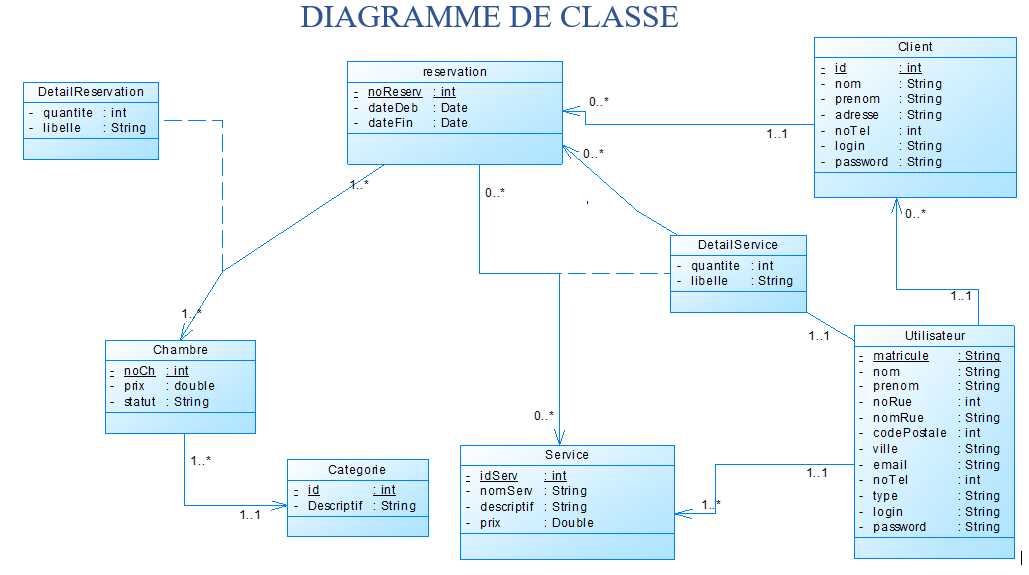 DIAGRAMME DE CLASSE
DetailReservation
- quantite : int
- libelle : String
reservation
- noReserv : int
- dateDeb : Date
- dateFin : Date
Client
- id : int
- nom : String
- prenom : String
- adresse : String
- noTel : int
- login : String
- password : String
0..*
1..1
0..*
1..*
0..*
0..*
DetailService
- quantite : int
- libelle : String
1..1
1..1
1..*
Chambre
- noCh : int
- prix : double
- statut : String
Utilisateur
- matricule : String
- nom : String
- prenom : String
- noRue : int
- nomRue : String
- codePostale : int
- ville : String
- email : String
- noTel : int
- type : String
- login : String
- password : String
0..*
1..*
1..1
Categorie
- id : int
- Descriptif : String
Service
- idServ : int
- nomServ : String
- descriptif : String
- prix : Double
1..1
1..*